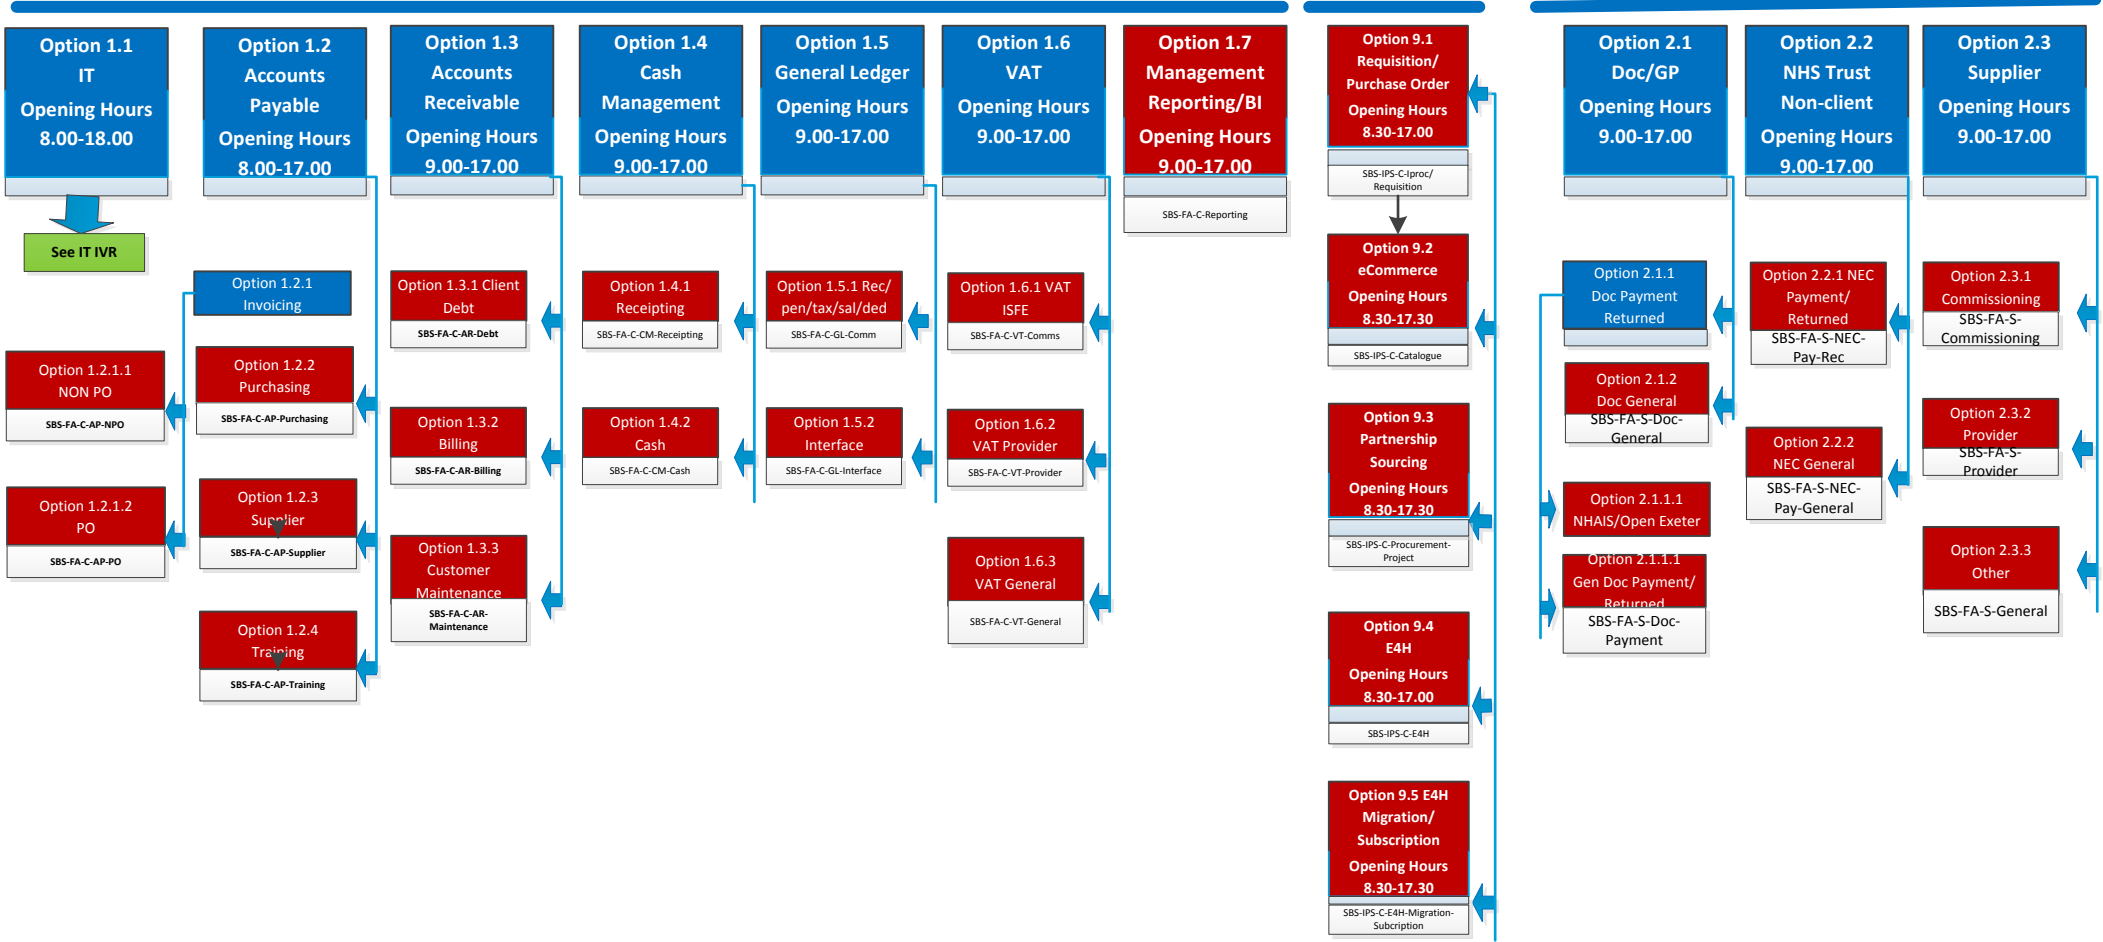 Option 1.1
IT
Opening Hours
8.00-18.00
See IT IVR
Option 1.2
Accounts
Payable
Opening Hours
8.00-17.00
Option 1.2.1
Invoicing
Option 1.2.1.1
NON PO
SBS-FA-C-AP-NPO
Option 1.2.1.2
PO
SBS-FA-C-AP-PO
Option 1.2.2
Purchasing
SBS-FA-C-AP-Purchasing
Option 1.2.3
Supplier
SBS-FA-C-AP-Supplier
Option 1.2.4
Training
SBS-FA-C-AP-Training
Option 1.3
Accounts
Receivable
Opening Hours
9.00-17.00
Option 1.3.1 Client
Debt
SBS-FA-C-AR-Debt
Option 1.3.2
Billing
SBS-FA-C-AR-Billing
Option 1.3.3
Customer
Maintenance
SBS-FA-C-AR-
Maintenance
Option 1.4
Cash
Management
Opening Hours
9.00-17.00
Option 1.4.1
Receipting
SBS-FA-C-CM-Receipting
Option 1.4.2
Cash
SBS-FA-C-CM-Cash
Option 1.5
General Ledger
Opening Hours
9.00-17.00
Option 1.5.1 Rec/
pen/tax/sal/ded
SBS-FA-C-GL-Comm
Option 1.5.2
Interface
SBS-FA-C-GL-Interface
Option 1.6
VAT
Opening Hours
9.00-17.00
Option 1.6.1 VAT
ISFE
SBS-FA-C-VT-Comms
Option 1.6.2
VAT Provider
SBS-FA-C-VT-Provider
Option 1.6.3
VAT General
SBS-FA-C-VT-General
Option 1.7
Management
Reporting/BI
Opening Hours
9.00-17.00
SBS-FA-C-Reporting
Option 9.1
Requisition/
Purchase Order
Opening Hours
8.30-17.00
SBS-IPS-C-Iproc/
Requisition
Option 9.2
eCommerce
Opening Hours
8.30-17.30
SBS-IPS-C-Catalogue
Option 9.3
Partnership
Sourcing
Opening Hours
8.30-17.30
SBS-IPS-C-Procurement-
Project
Option 9.4
E4H
Opening Hours
8.30-17.00
SBS-IPS-C-E4H
Option 9.5 E4H
Migration/
Subscription
Opening Hours
8.30-17.30
SBS-IPS-C-E4H-Migration-
Subcription
Option 2.1
Doc/GP
Opening Hours
9.00-17.00
Option 2.1.1
Doc Payment
Returned
Option 2.1.2
Doc General
SBS-FA-S-Doc-
General
Option 2.1.1.1
NHAIS/Open Exeter
Option 2.1.1.1
Gen Doc Payment/
Returned
SBS-FA-S-Doc-
Payment
Option 2.2
NHS Trust
Non-client
Opening Hours
9.00-17.00
Option 2.2.1 NEC
Payment/
Returned
SBS-FA-S-NEC-
Pay-Rec
Option 2.2.2
NEC General
SBS-FA-S-NEC-
Pay-General
Option 2.3
Supplier
Opening Hours
9.00-17.00
Option 2.3.1
Commissioning
SBS-FA-S-
Commissioning
Option 2.3.2
Provider
SBS-FA-S-
Provider
Option 2.3.3
Other
SBS-FA-S-General